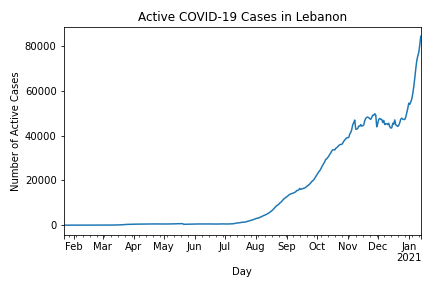 Active COVID-19 Cases in Lebanon
80000
60000
40000
20000
0
Number of Active Cases
Feb Mar Apr May Jun Jul Aug Sep Oct Nov Dec Jan
2021
Day